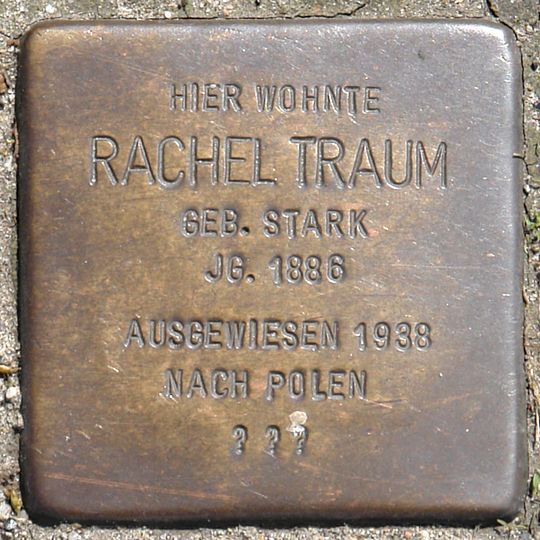 HIER WOHNTE
RACHEL TRAUM
GEB. STARK
JG. 1886
AUSGEWIESEN 1938
NACH POLEN
? ? ?